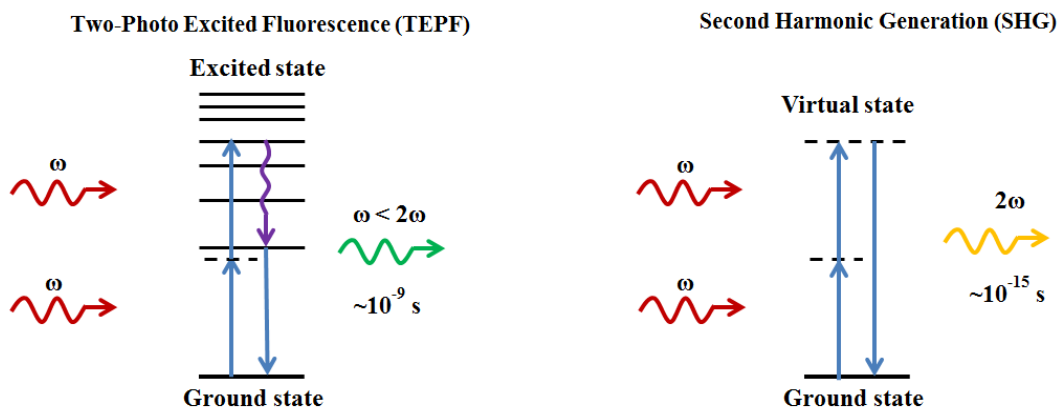 Two-Photo Excited Fluorescence (TEPF)
Excited state
ω
ω
ω < 2ω
~10⁻⁹ s
Ground state
Second Harmonic Generation (SHG)
Virtual state
ω
ω
2ω
~10⁻¹⁵ s
Ground state